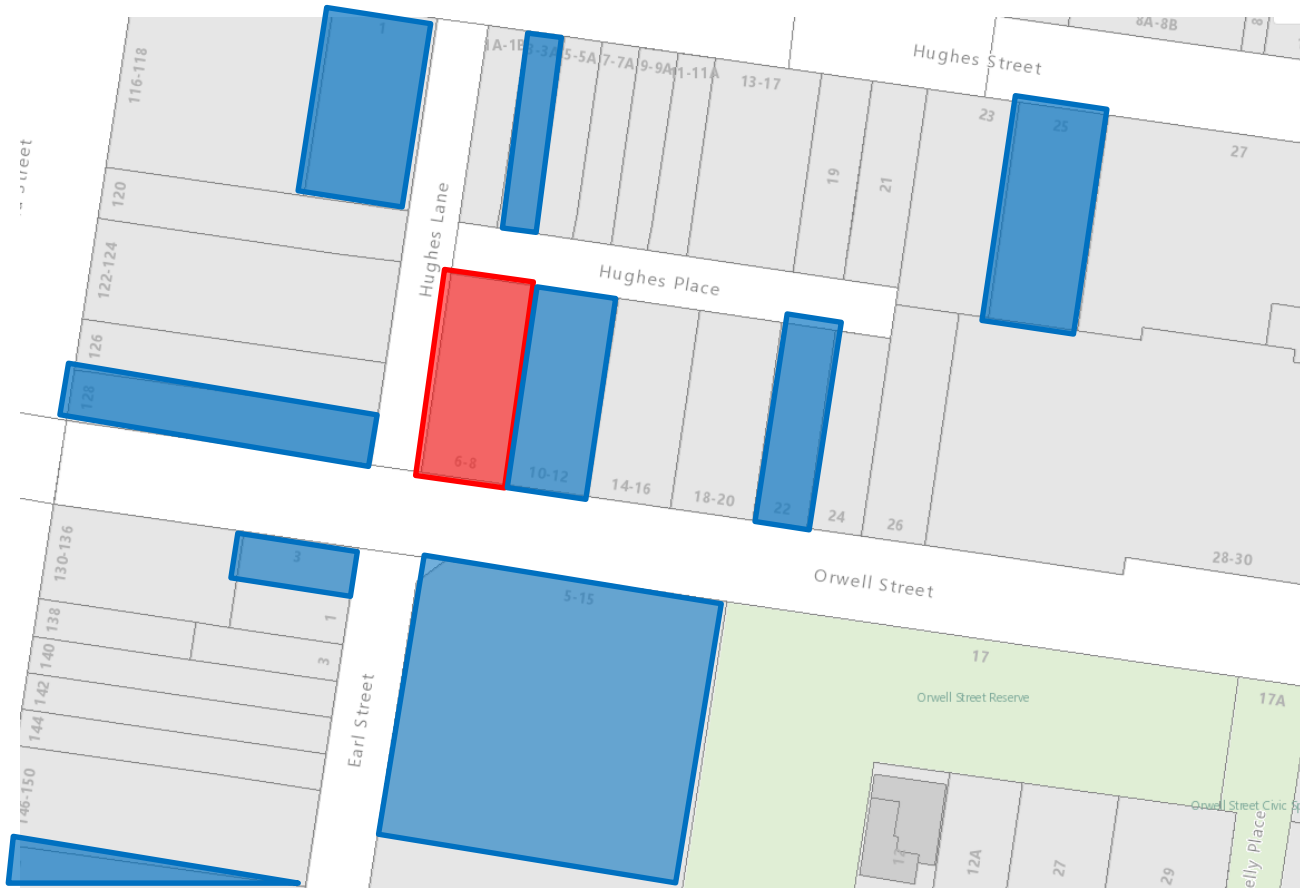 8A-8B
8
1
1A-1B
3-3A
5-5A
7-7A
9-9A
11-11A
13-17
Hughes Street
116-118
19
21
23
25
27
Street
120
Hughes Lane
122-124
Hughes Place
126
128
6-8
10-12
14-16
18-20
22
24
26
28-30
130-136
3
5-15
Orwell Street
138
1
140
3
17
142
Orwell Street Reserve
17A
144
Earl Street
146-150
Orwell Street Civic
12A
27
29
elly Place